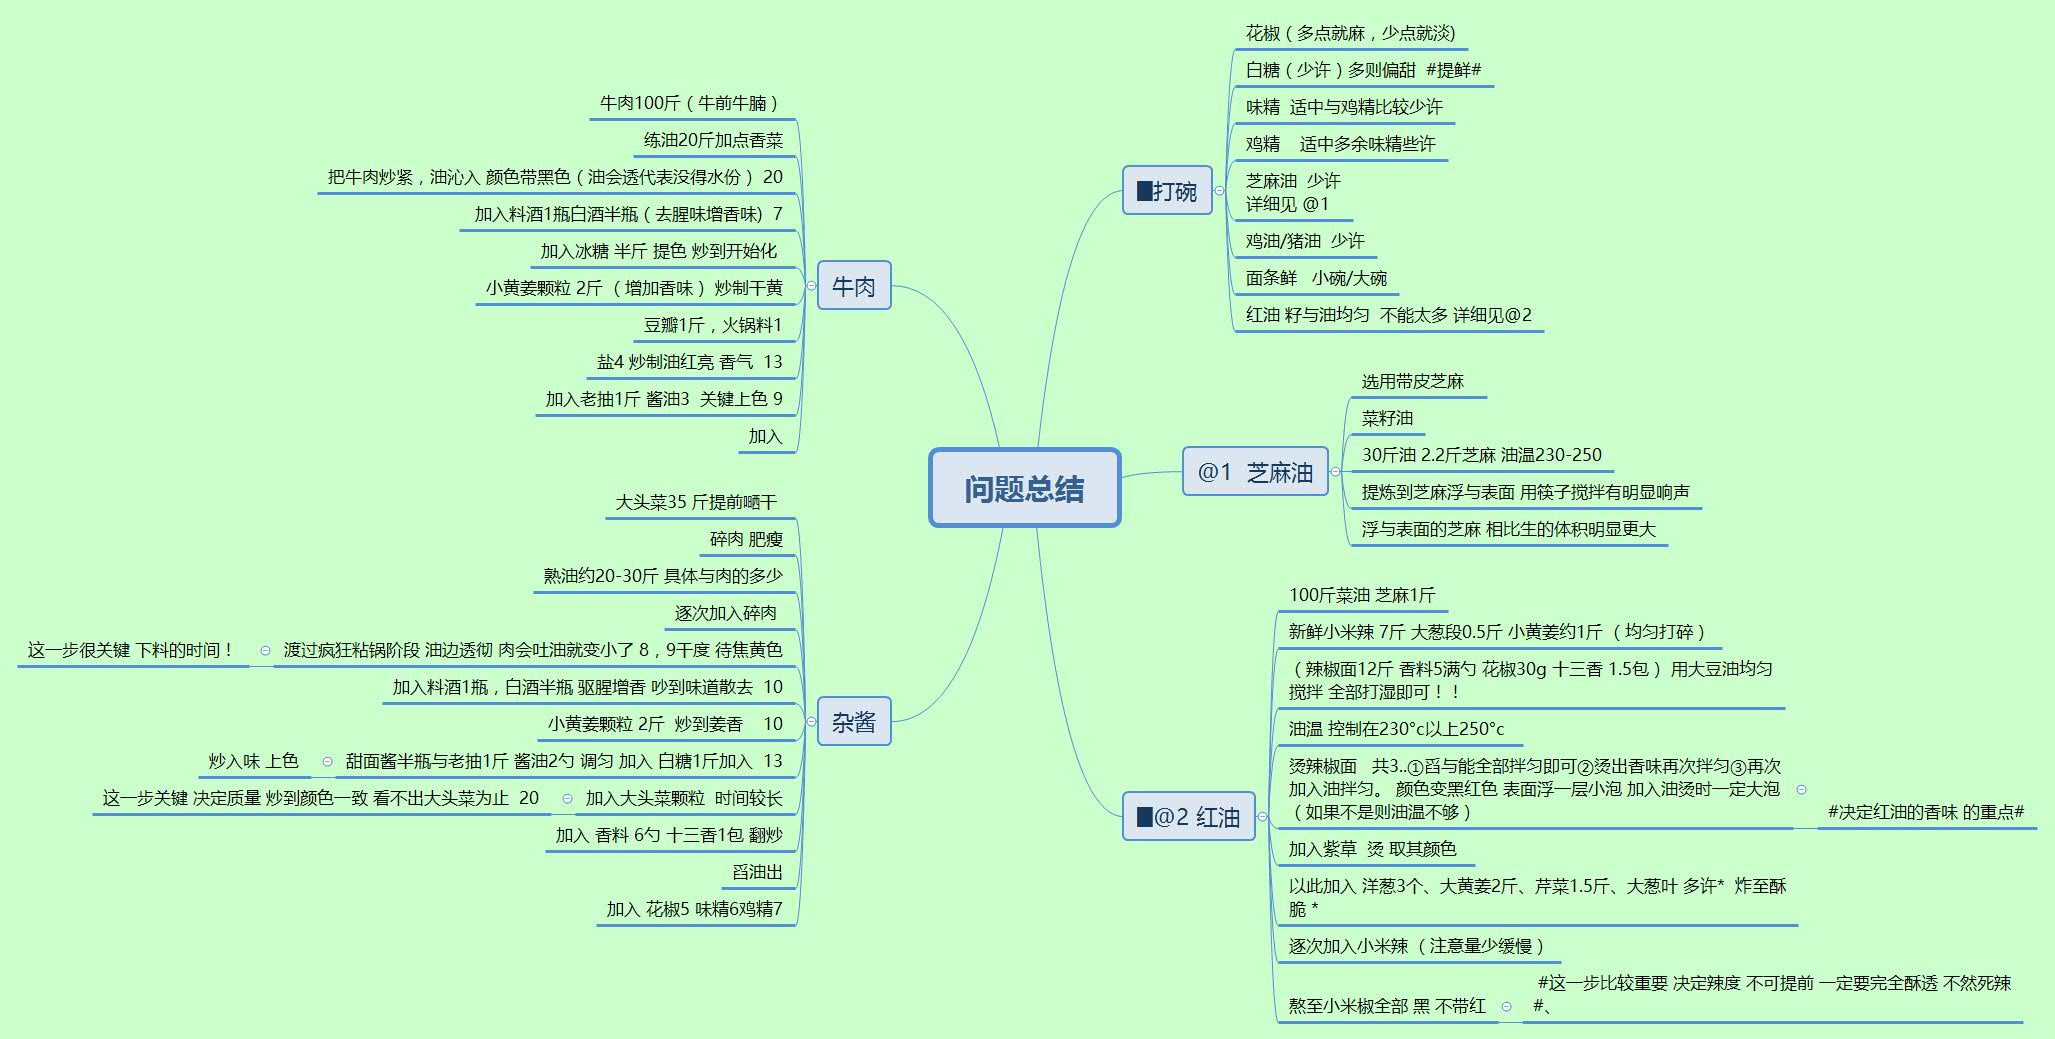 问题总结
█打碗
花椒（多点就麻，少点就淡)
白糖（少许）多则偏甜  #提鲜#
味精  适中与鸡精比较少许
鸡精    适中多余味精些许
芝麻油  少许
详细见 @1
鸡油/猪油  少许
面条鲜   小碗/大碗
红油 籽与油均匀  不能太多 详细见@2
@1  芝麻油
选用带皮芝麻
菜籽油
30斤油 2.2斤芝麻 油温230-250
提炼到芝麻浮与表面 用筷子搅拌有明显响声
浮与表面的芝麻 相比生的体积明显更大
█@2 红油
100斤菜油 芝麻1斤
新鲜小米辣 7斤 大葱段0.5斤 小黄姜约1斤 （均匀打碎）
（辣椒面12斤 香料5满勺 花椒30g 十三香 1.5包 ） 用大豆油均匀
搅拌 全部打湿即可！！
油温 控制在230°c以上250°c
烫辣椒面   共3..①舀与能全部拌匀即可②烫出香味再次拌匀③再次
加入油拌匀。 颜色变黑红色 表面浮一层小泡 加入油烫时一定大泡
（如果不是则油温不够）
#决定红油的香味 的重点#
加入紫草  烫 取其颜色
以此加入 洋葱3个、大黄姜2斤、芹菜1.5斤、大葱叶 多许*  炸至酥
脆 *
逐次加入小米辣 （注意量少缓慢）
熬至小米椒全部 黑 不带红
#这一步比较重要 决定辣度 不可提前 一定要完全酥透 不然死辣
#、
牛肉
牛肉100斤（牛前牛腩）
练油20斤加点香菜
把牛肉炒紧，油沁入 颜色带黑色（油会透代表没得水份） 20
加入料酒1瓶白酒半瓶（去腥味增香味)  7
加入冰糖 半斤 提色 炒到开始化
小黄姜颗粒 2斤 （增加香味） 炒制干黄
豆瓣1斤，火锅料1
盐4 炒制油红亮 香气  13
加入老抽1斤 酱油3  关键上色 9
加入
杂酱
大头菜35 斤提前嗮干
碎肉 肥瘦
熟油约20-30斤 具体与肉的多少
逐次加入碎肉
渡过疯狂粘锅阶段 油边透彻 肉会吐油就变小了 8，9干度 待焦黄色
这一步很关键 下料的时间！
加入料酒1瓶，白酒半瓶 驱腥增香 吵到味道散去  10
小黄姜颗粒 2斤  炒到姜香    10
甜面酱半瓶与老抽1斤 酱油2勺 调匀 加入 白糖1斤加入  13
炒入味 上色
加入大头菜颗粒  时间较长
这一步关键 决定质量 炒到颜色一致 看不出大头菜为止  20
加入 香料 6勺 十三香1包 翻炒
舀油出
加入 花椒5 味精6鸡精7